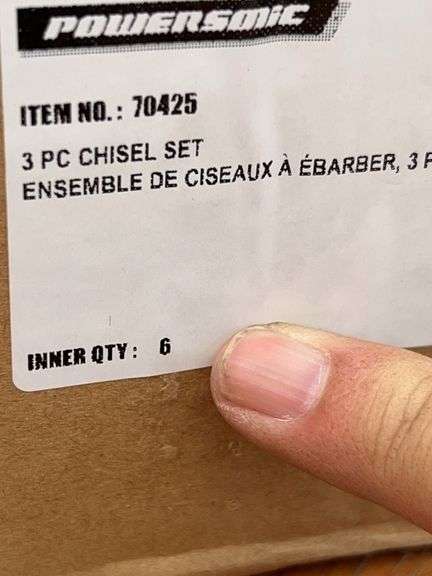 POWERSONIC
ITEM NO.: 70425
3 PC CHISEL SET
ENSEMBLE DE CISEAUX À ÉBARBER, 3
INNER QTY: 6